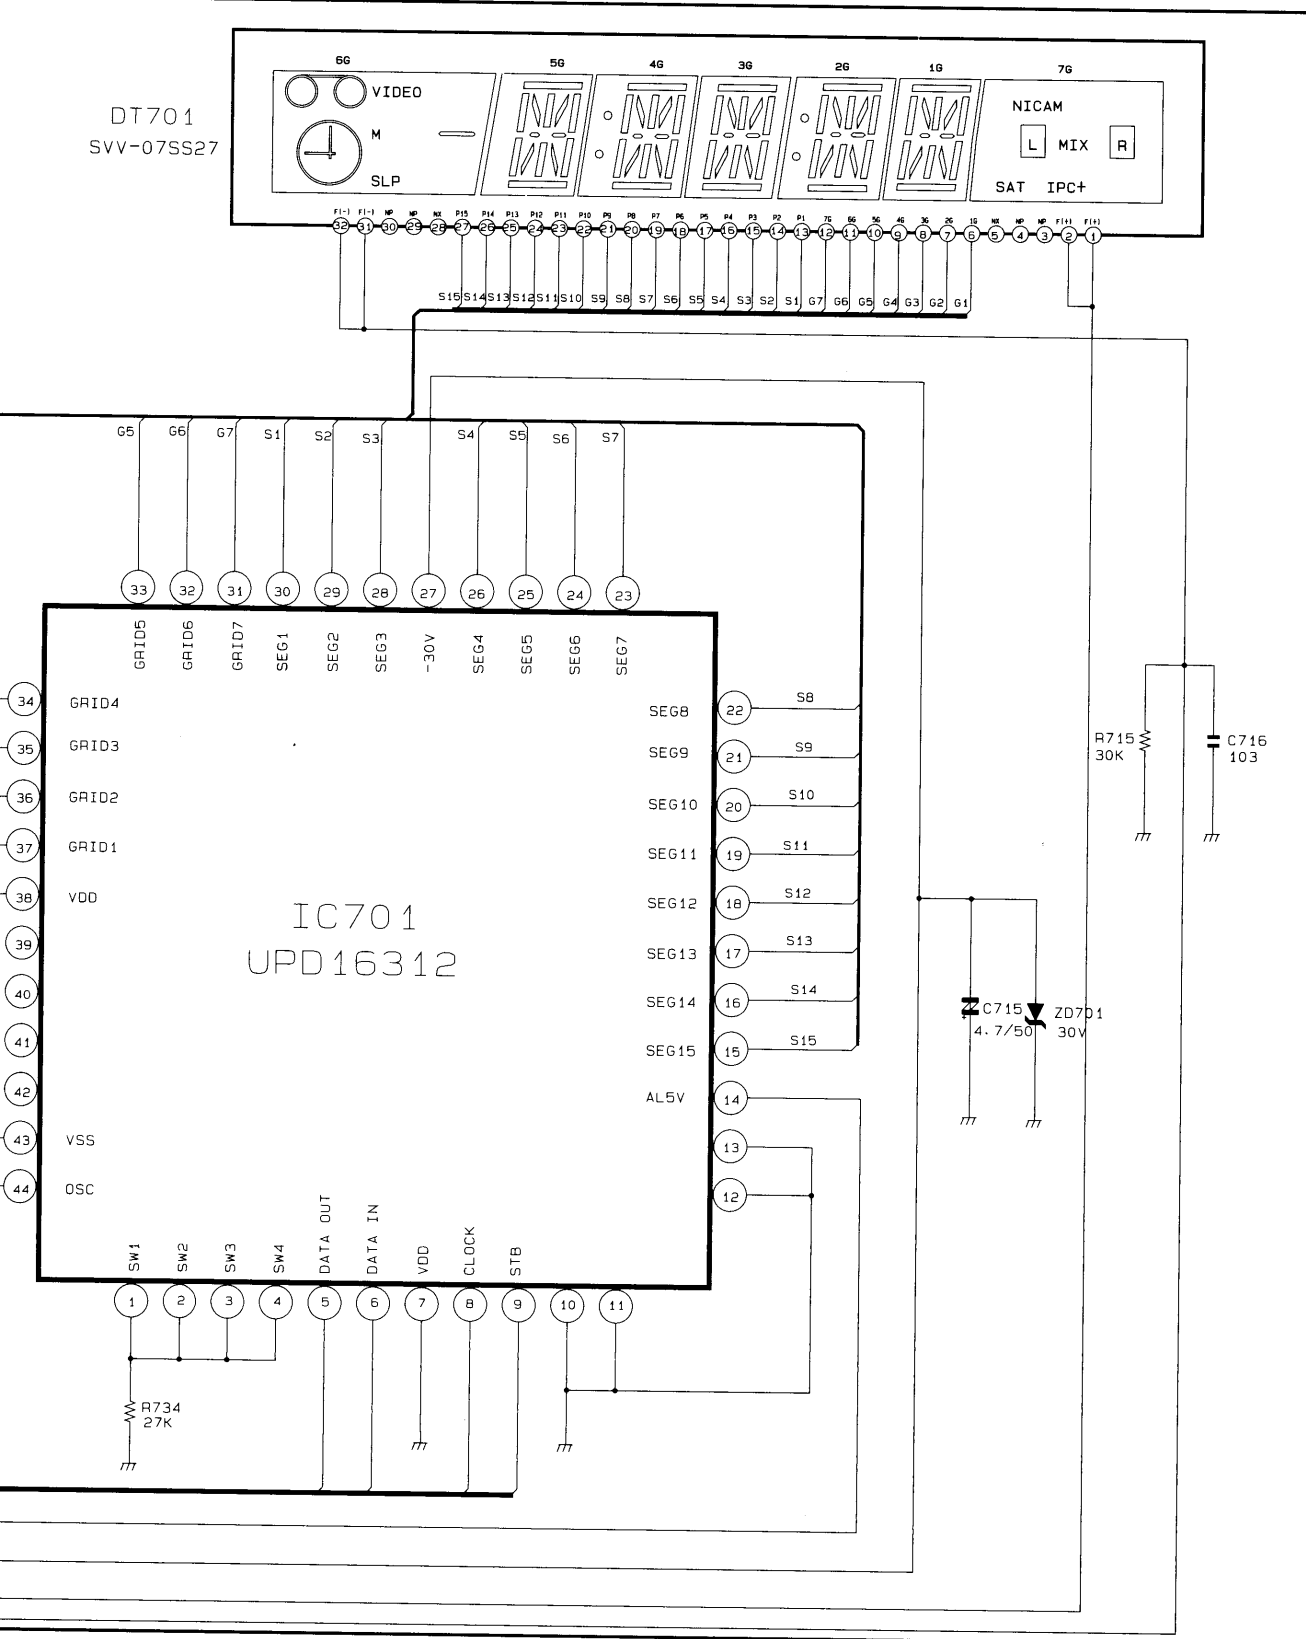 6G 5G 4G 3G 2G 1G 7G
VIDEO
M
SLP
NICAM
L MIX R
SAT IPC+
DT701
SVV-07SS27
F(-) F(-) NP NP NX P15 P14 P13 P12 P11 P10 P9 P8 P7 P6 P5 P4 P3 P2 P1 7G 6G 5G 4G 3G 2G 1G NX NP NP F(+) F(+)
32 31 30 29 28 27 26 25 24 23 22 21 20 19 18 17 16 15 14 13 12 11 10 9 8 7 6 5 4 3 2 1
S15 S14 S13 S12 S11 S10 S9 S8 S7 S6 S5 S4 S3 S2 S1 G7 G6 G5 G4 G3 G2 G1
G5 G6 G7 S1 S2 S3 S4 S5 S6 S7
33 32 31 30 29 28 27 26 25 24 23
GRID5 GRID6 GRID7 SEG1 SEG2 SEG3 -30V SEG4 SEG5 SEG6 SEG7
34 GRID4
35 GRID3
36 GRID2
37 GRID1
38 VDD
39
40
41
42
43 VSS
44 OSC
IC701
UPD16312
SEG8 22 S8
SEG9 21 S9
SEG10 20 S10
SEG11 19 S11
SEG12 18 S12
SEG13 17 S13
SEG14 16 S14
SEG15 15 S15
AL5V 14
13
12
SW1 SW2 SW3 SW4 DATA OUT DATA IN VDD CLOCK STB
1 2 3 4 5 6 7 8 9 10 11
R734
27K
R715
30K
C716
103
C715
4.7/50
ZD701
30V